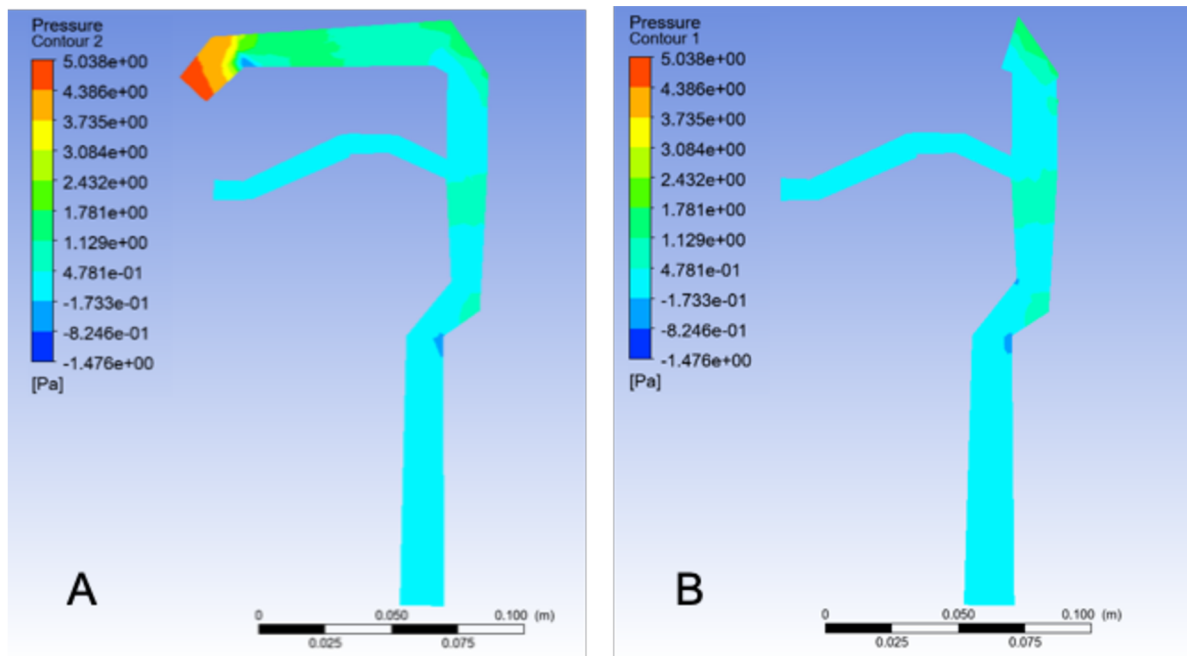 Pressure
Contour 2
5.038e+00
4.386e+00
3.735e+00
3.084e+00
2.432e+00
1.781e+00
1.129e+00
4.781e-01
-1.733e-01
-8.246e-01
-1.476e+00
[Pa]
A
0 0.050 0.100 (m)
0.025 0.075
Pressure
Contour 1
5.038e+00
4.386e+00
3.735e+00
3.084e+00
2.432e+00
1.781e+00
1.129e+00
4.781e-01
-1.733e-01
-8.246e-01
-1.476e+00
[Pa]
B
0 0.050 0.100 (m)
0.025 0.075